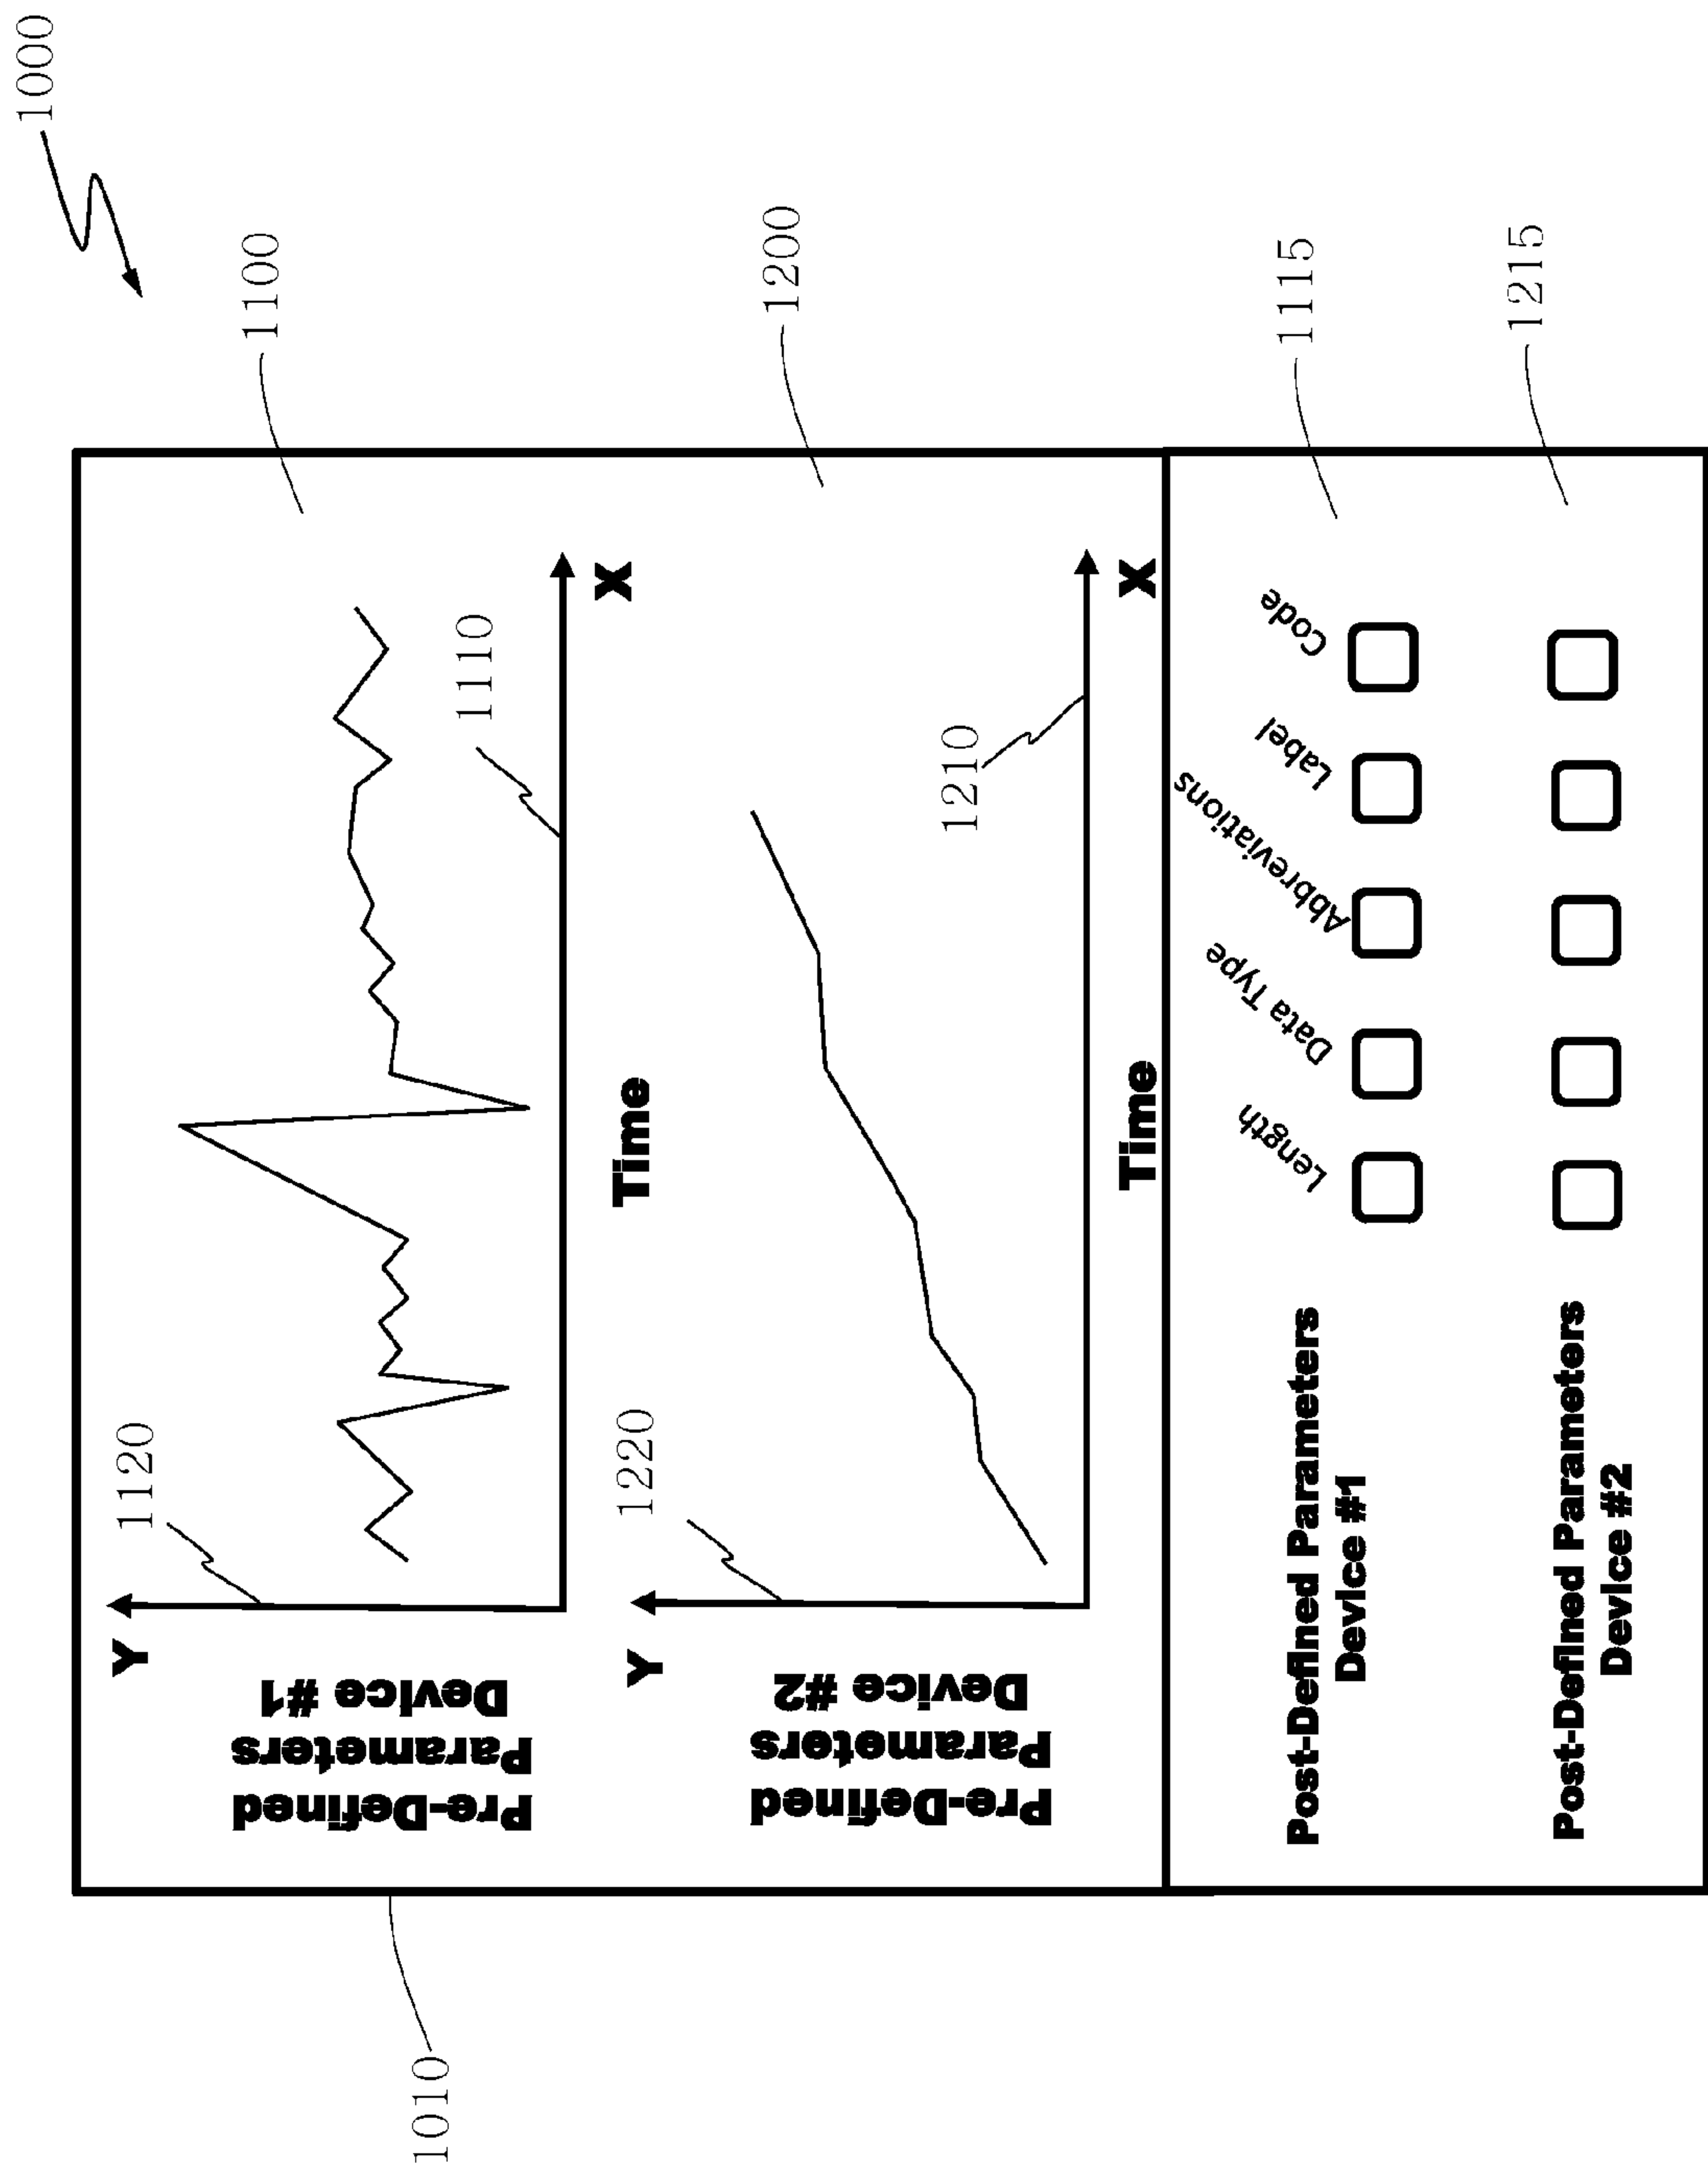 1000
1100
1120
Y
Pre-Defined
Parameters
Device #1
1110
X
Time
1010
1200
1220
Y
Pre-Defined
Parameters
Device #2
1210
X
Time
Length
Data Type
Abbreviations
Label
Code
1115
Post-Defined Parameters
Device #1
1215
Post-Defined Parameters
Device #2